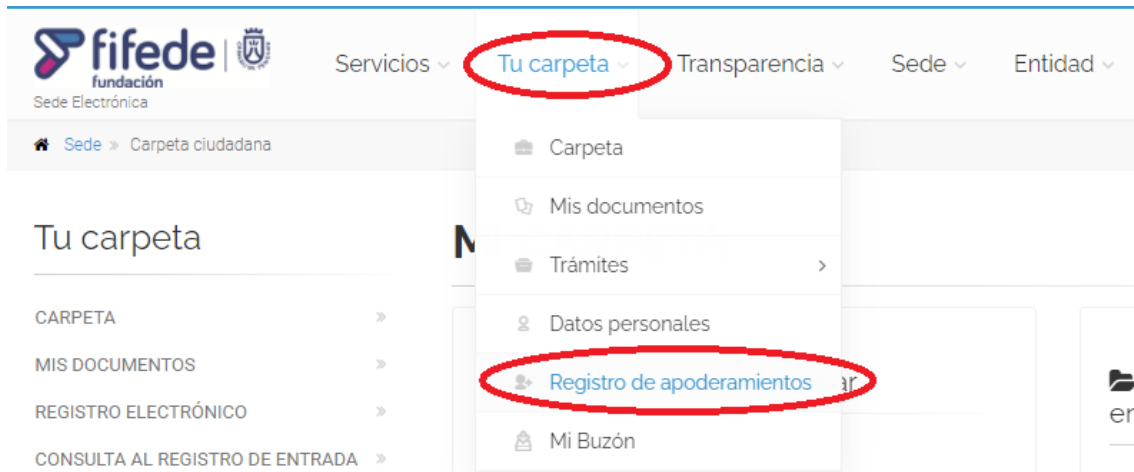 fifede
fundación
Sede Electrónica
Servicios
Tu carpeta
Transparencia
Sede
Entidad
Sede » Carpeta ciudadana
Tu carpeta
CARPETA »
MIS DOCUMENTOS »
REGISTRO ELECTRÓNICO »
CONSULTA AL REGISTRO DE ENTRADA »
Carpeta
Mis documentos
Trámites >
Datos personales
Registro de apoderamientos
Mi Buzón